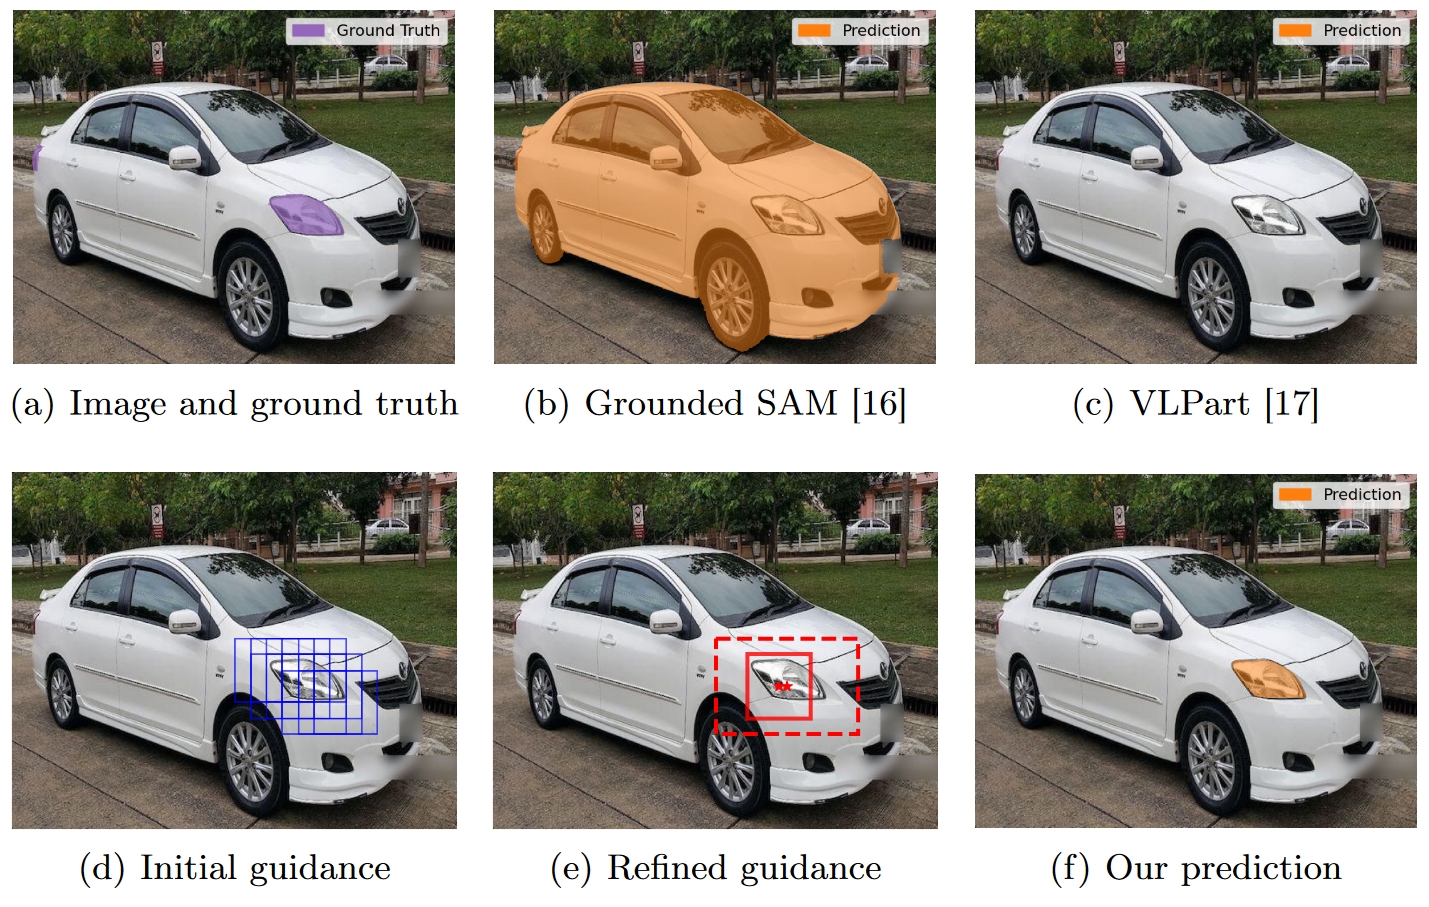 Ground Truth
Prediction
Prediction
(a) Image and ground truth
(b) Grounded SAM [16]
(c) VLPart [17]
Prediction
(d) Initial guidance
(e) Refined guidance
(f) Our prediction